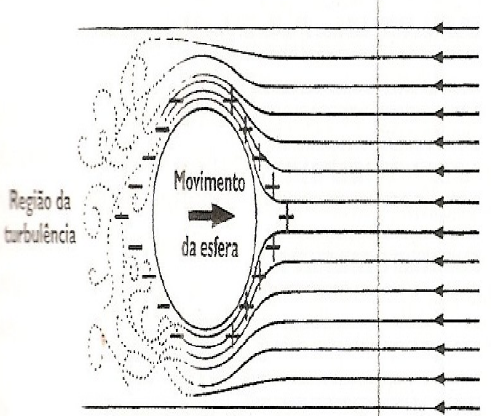 Região da
turbulência
Movimento
da esfera